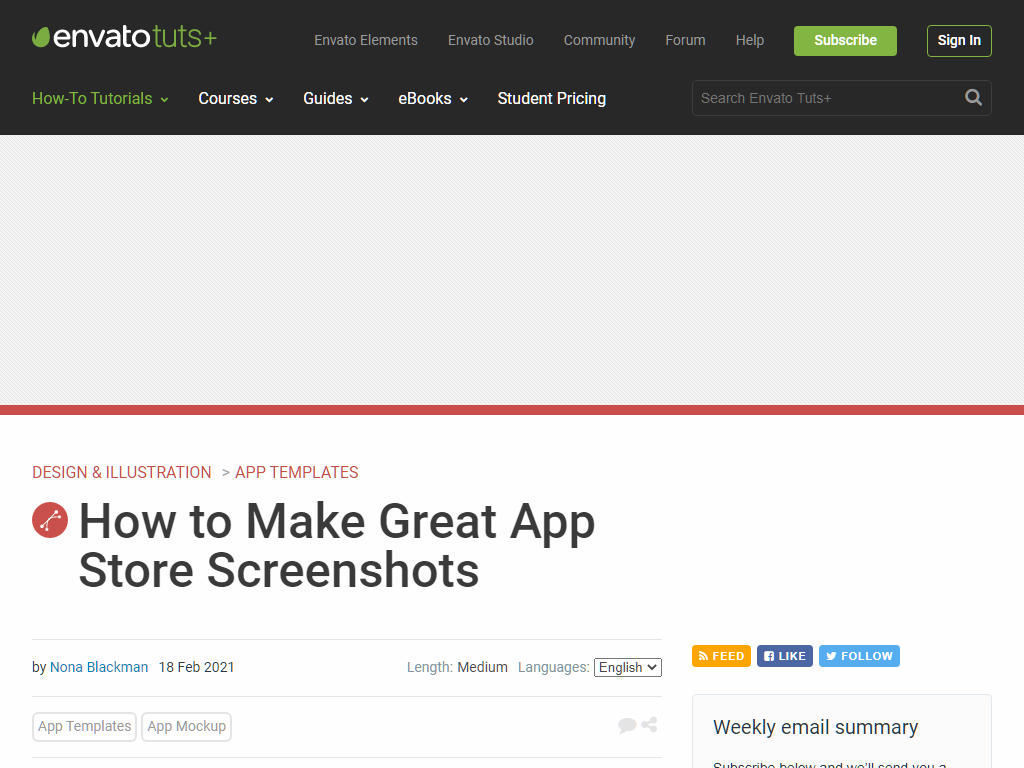 envatotuts+
Envato Elements Envato Studio Community Forum Help Subscribe Sign In
How-To Tutorials Courses Guides eBooks Student Pricing Search Envato Tuts+
DESIGN & ILLUSTRATION > APP TEMPLATES
How to Make Great App
Store Screenshots
by Nona Blackman 18 Feb 2021 Length: Medium Languages: English
FEED LIKE FOLLOW
App Templates App Mockup
Weekly email summary
Subscribe below and we'll send you a